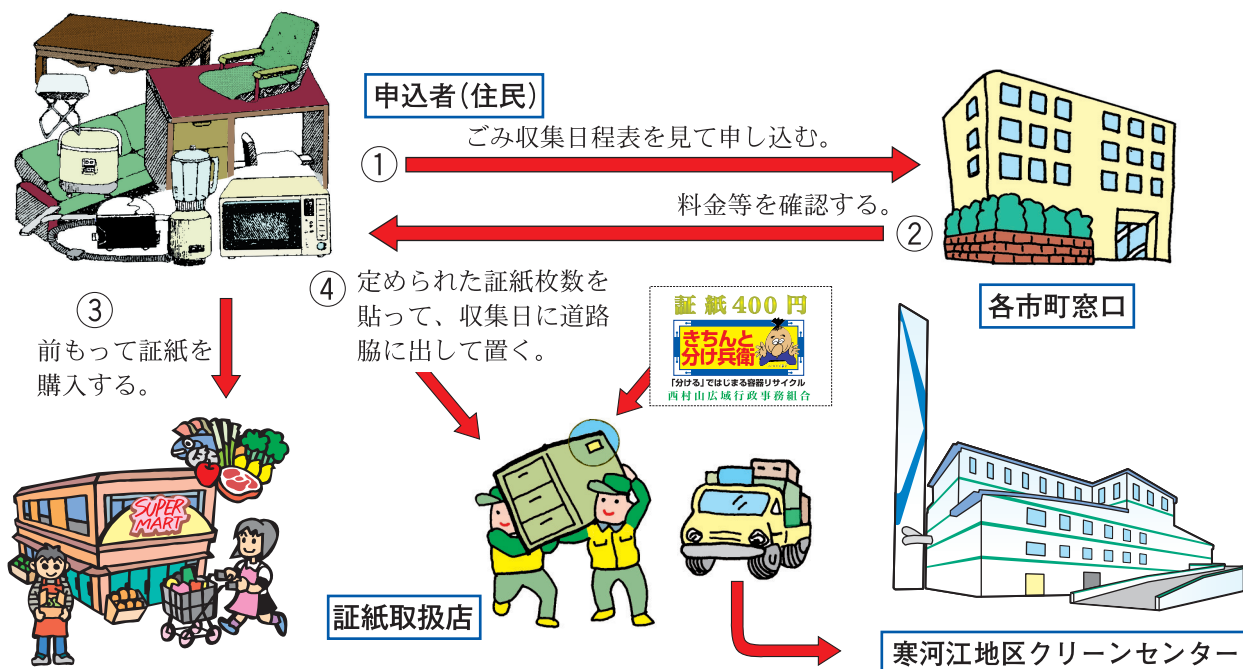 申込者(住民)
① ごみ収集日程表を見て申し込む。
料金等を確認する。 ②
各市町窓口
③
前もって証紙を
購入する。
④ 定められた証紙枚数を
貼って、収集日に道路
脇に出して置く。
証紙400円
きちんと
分け兵衛
「分ける」ではじまる容器リサイクル
西村山広域行政事務組合
SUPER
MART
証紙取扱店
寒河江地区クリーンセンター